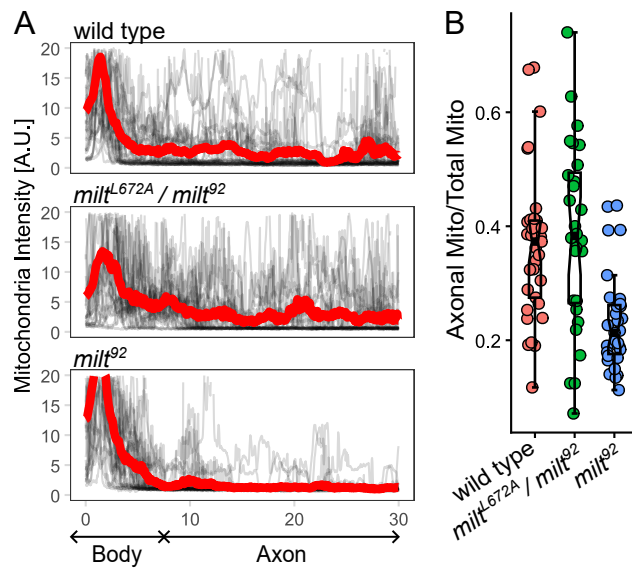 A
wild type
20
15
10
5
0
milt^L672A / milt^92
20
15
10
5
0
milt^92
20
15
10
5
0
Mitochondria Intensity [A.U.]
0 10 20 30
Body Axon
B
Axonal Mito/Total Mito
0.6
0.4
0.2
wild type
milt^L672A / milt^92
milt^92